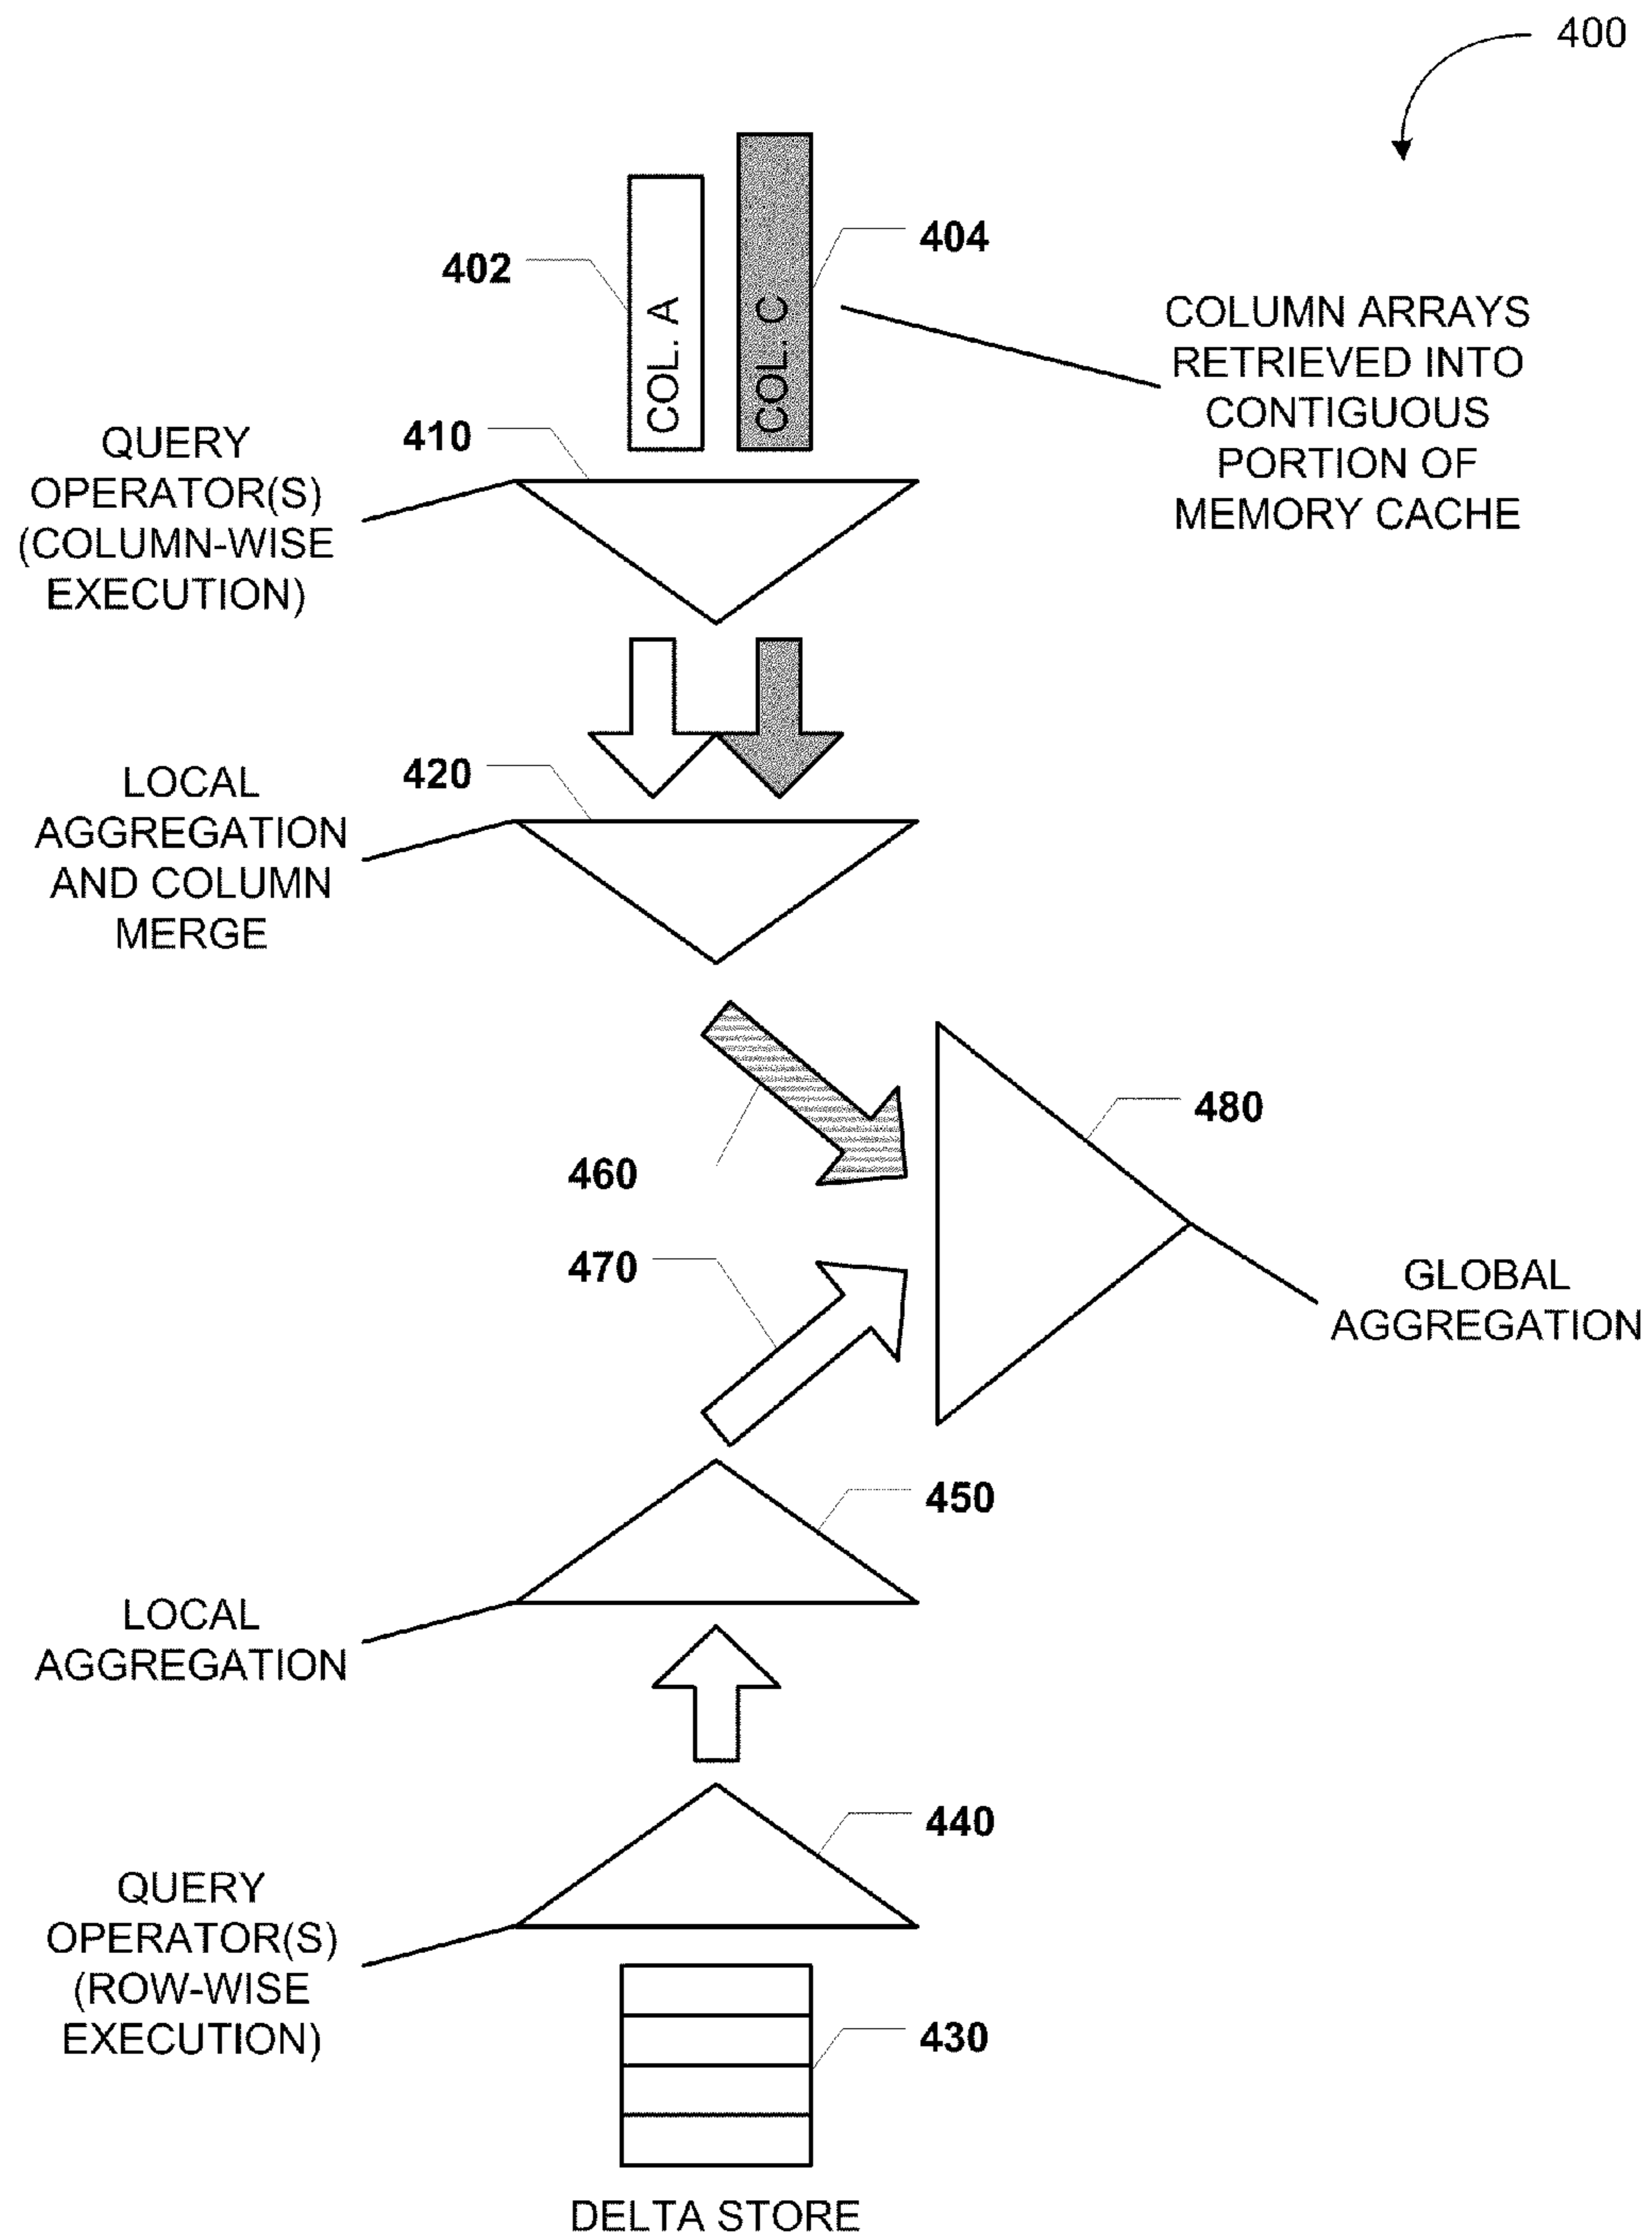 400
404
402
COL. A
COL. C
COLUMN ARRAYS
RETRIEVED INTO
CONTIGUOUS
PORTION OF
MEMORY CACHE
410
QUERY
OPERATOR(S)
(COLUMN-WISE
EXECUTION)
420
LOCAL
AGGREGATION
AND COLUMN
MERGE
480
460
470
GLOBAL
AGGREGATION
450
LOCAL
AGGREGATION
440
QUERY
OPERATOR(S)
(ROW-WISE
EXECUTION)
430
DELTA STORE